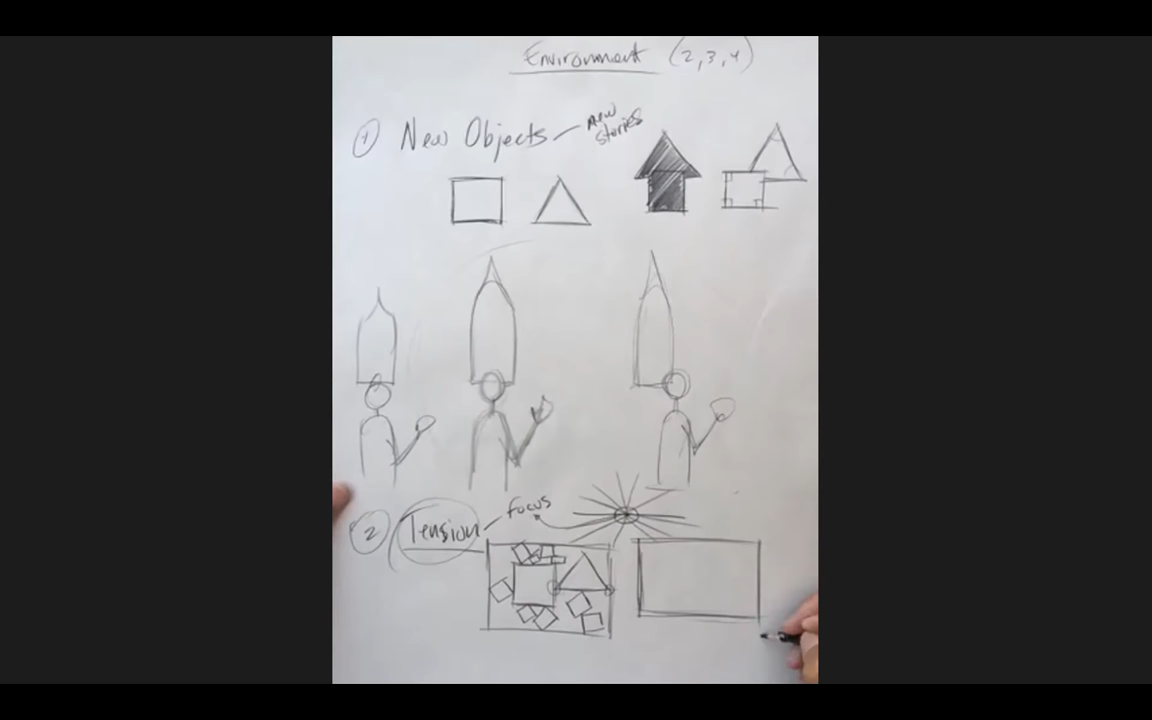 Environment (2, 3, 4)
1 New Objects - new
stories
2 Tension - focus